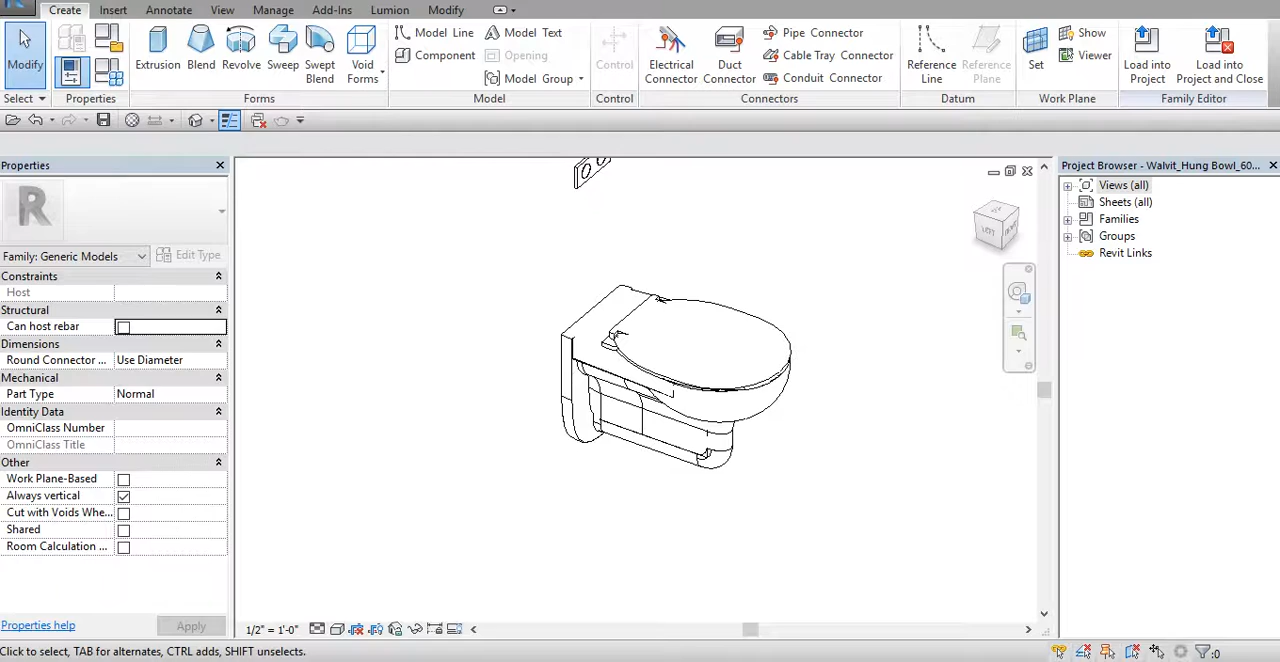 Create Insert Annotate View Manage Add-Ins Lumion Modify
Modify
Extrusion Blend Revolve Sweep Swept Blend Void Forms
Model Line
Component
Model Text
Opening
Model Group
Control
Electrical Connector
Duct Connector
Pipe Connector
Cable Tray Connector
Conduit Connector
Reference Line
Reference Plane
Set
Show
Viewer
Load into Project
Load into Project and Close
Select Properties Forms Model Control Connectors Datum Work Plane Family Editor
Properties
R
Family: Generic Models
Edit Type
Constraints
Host
Structural
Can host rebar
Dimensions
Round Connector ... Use Diameter
Mechanical
Part Type Normal
Identity Data
OmniClass Number
OmniClass Title
Other
Work Plane-Based
Always vertical
Cut with Voids Whe...
Shared
Room Calculation ...
Properties help
Apply
1/2" = 1'-0"
Project Browser - Walvit_Hung Bowl_60...
Views (all)
Sheets (all)
Families
Groups
Revit Links
Click to select, TAB for alternates, CTRL adds, SHIFT unselects.
:0